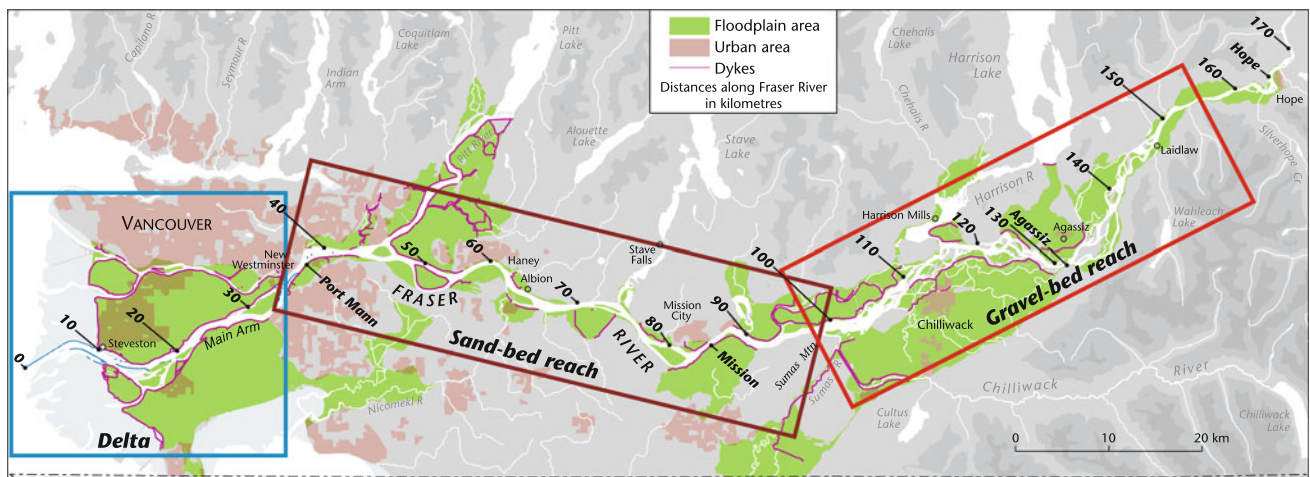 Floodplain area
Urban area
Dykes
Distances along Fraser River
in kilometres
Capilano R
Seymour R
Indian
Arm
Coquitlam
Lake
Pitt
Lake
Pitt River
Alouette
Lake
Stave
Lake
Chehalis
Lake
Chehalis R
Harrison
Lake
Harrison R
170
Hope
160
Hope
150
Silverhope Cr
Laidlaw
140
Wahleach
Lake
Harrison Mills
120
130
Agassiz
Agassiz
110
100
Gravel-bed reach
Chilliwack
Chilliwack
River
Chilliwack
Lake
Cultus
Lake
Sumas R
Sumas Mtn
VANCOUVER
40
New
Westminster
Port Mann
30
20
10
0
Steveston
Main Arm
Delta
Nicomekl R
50
60
Haney
Albion
70
Stave
Falls
FRASER
RIVER
Sand-bed reach
80
Mission
City
90
Mission
0
10
20 km